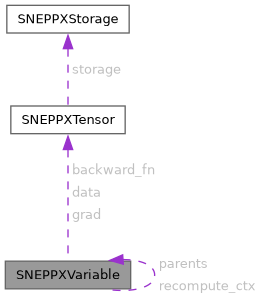 SNEPPXStorage
storage
SNEPPXTensor
backward_fn
data
grad
SNEPPXVariable
parents
recompute_ctx